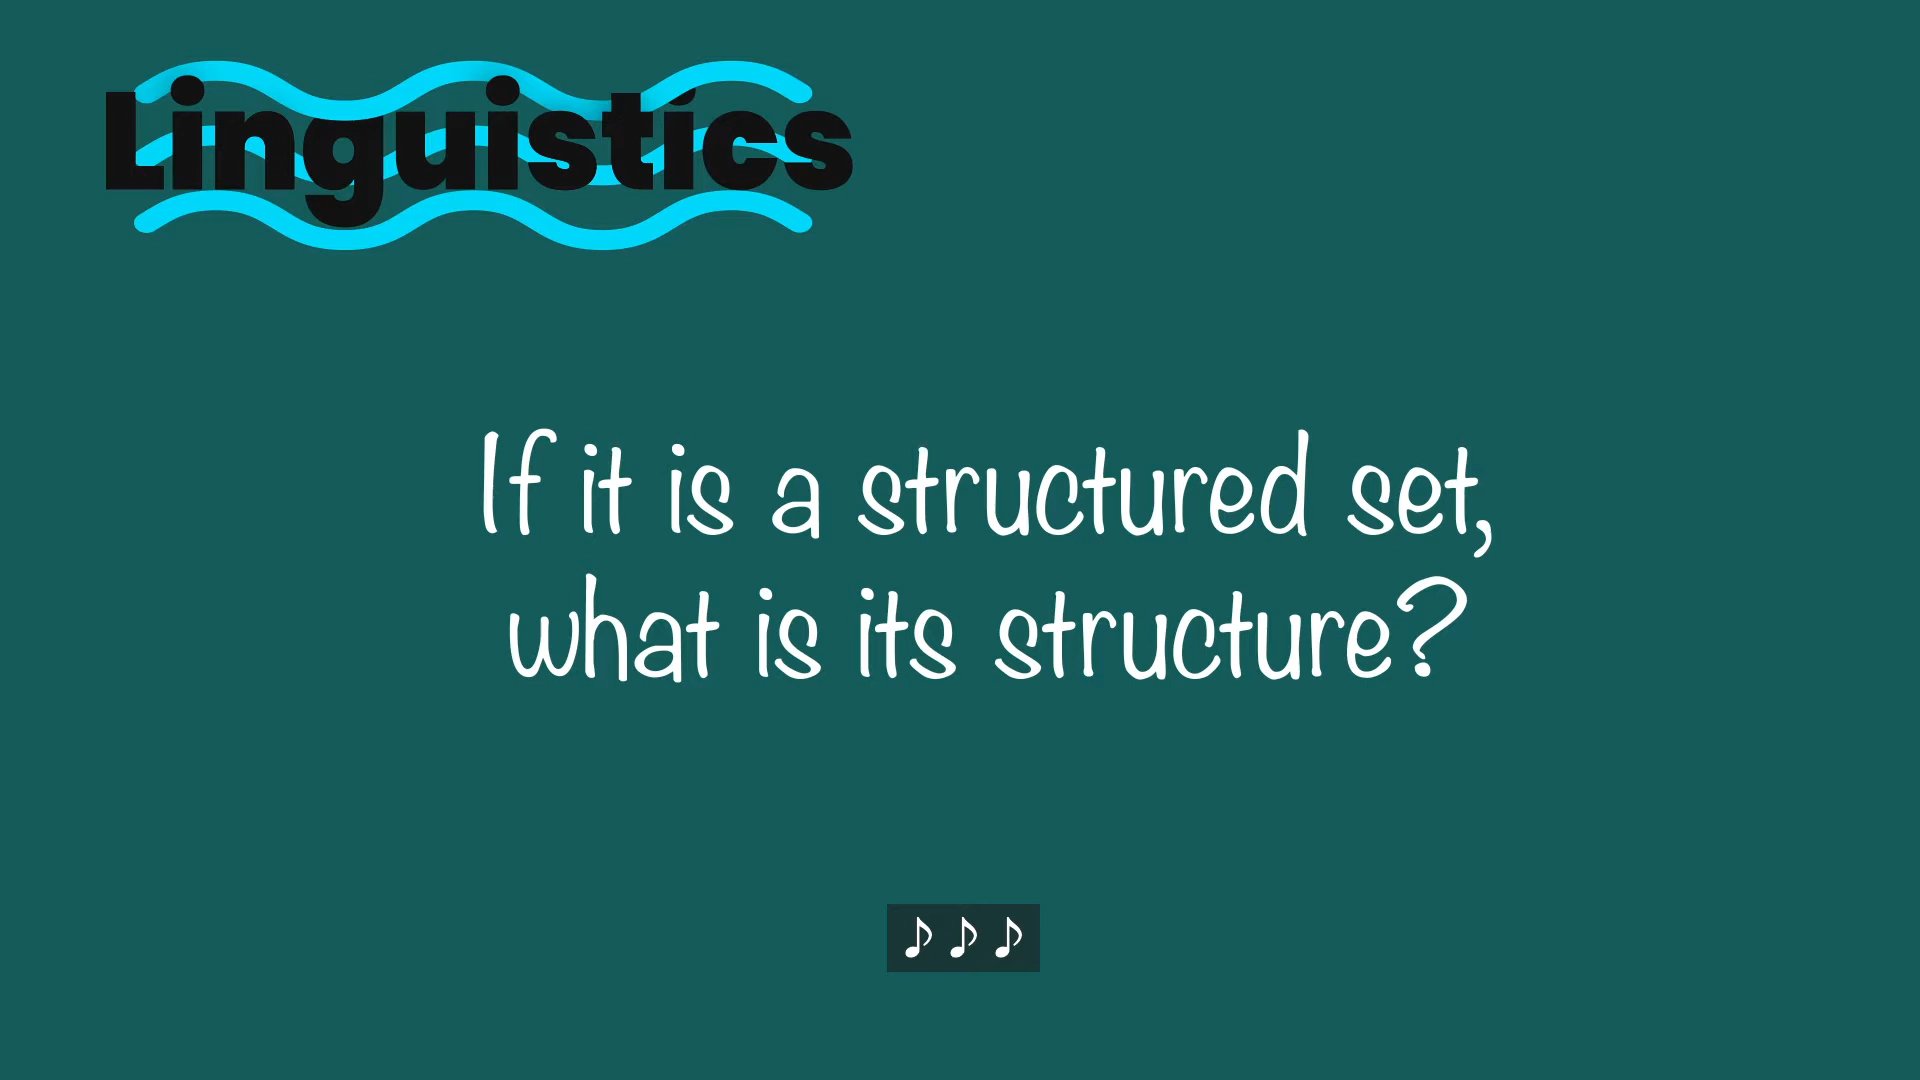 Linguistics
If it is a structured set,
what is its structure?
♪ ♪ ♪